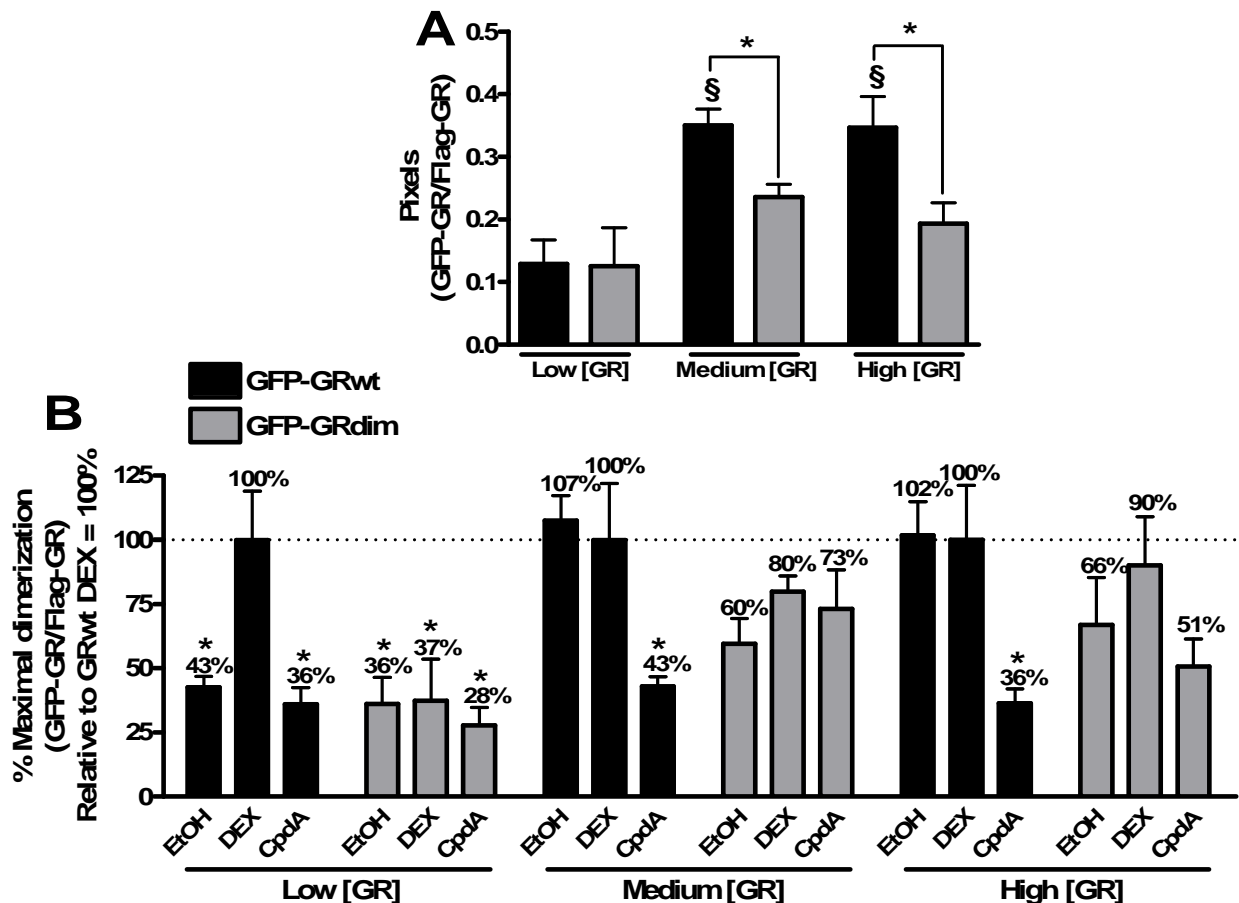 A
Pixels
(GFP-GR/Flag-GR)
0.5
0.4
0.3
0.2
0.1
0.0
*
*
§
§
Low [GR]
Medium [GR]
High [GR]
GFP-GRwt
GFP-GRdim
B
% Maximal dimerization
(GFP-GR/Flag-GR)
Relative to GRwt DEX = 100%
125
100
75
50
25
0
* 43%
100%
* 36%
* 36%
* 37%
* 28%
107%
100%
* 43%
60%
80%
73%
102%
100%
* 36%
66%
90%
51%
EtOH DEX CpdA EtOH DEX CpdA EtOH DEX CpdA EtOH DEX CpdA EtOH DEX CpdA EtOH DEX CpdA
Low [GR] Medium [GR] High [GR]